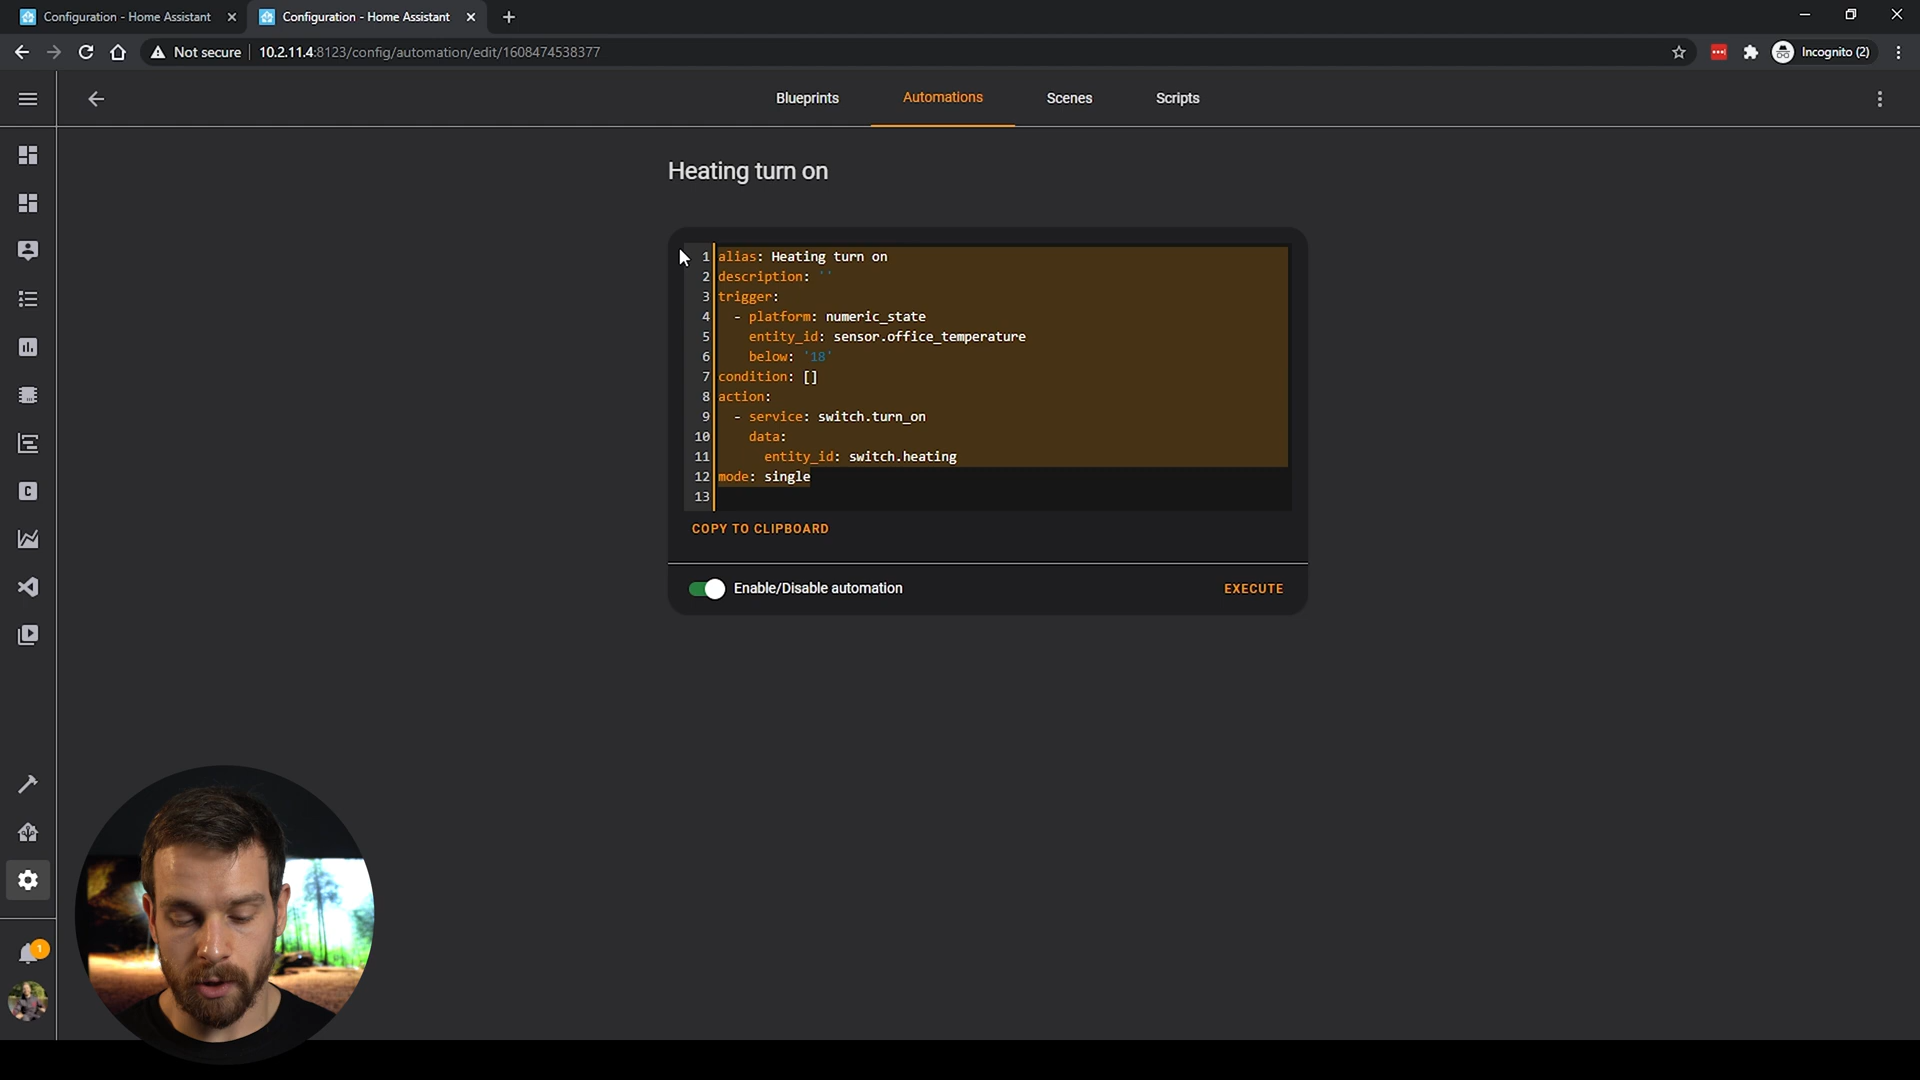 Configuration - Home Assistant
Configuration - Home Assistant
Not secure
10.2.11.4:8123/config/automation/edit/1608474538377
Incognito (2)
Blueprints
Automations
Scenes
Scripts
Heating turn on
1 alias: Heating turn on
2 description: ''
3 trigger:
4 - platform: numeric_state
5 entity_id: sensor.office_temperature
6 below: '18'
7 condition: []
8 action:
9 - service: switch.turn_on
10 data:
11 entity_id: switch.heating
12 mode: single
13
COPY TO CLIPBOARD
Enable/Disable automation
EXECUTE
C
1